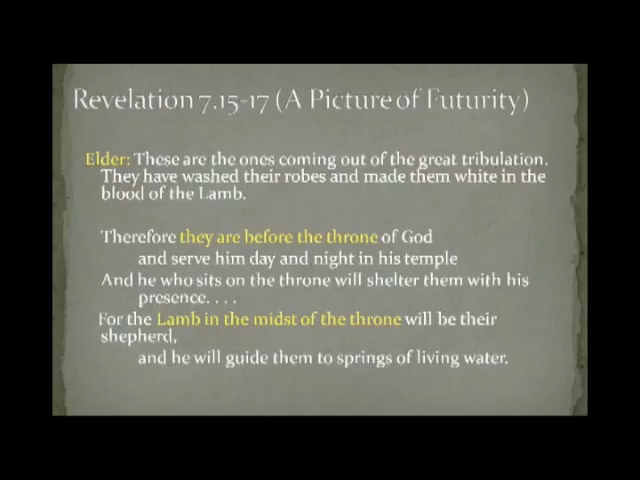 Revelation 7.15-17 (A Picture of Futurity)
Elder: These are the ones coming out of the great tribulation.
They have washed their robes and made them white in the
blood of the Lamb.
Therefore they are before the throne of God
and serve him day and night in his temple
And he who sits on the throne will shelter them with his
presence. . . .
For the Lamb in the midst of the throne will be their
shepherd,
and he will guide them to springs of living water.